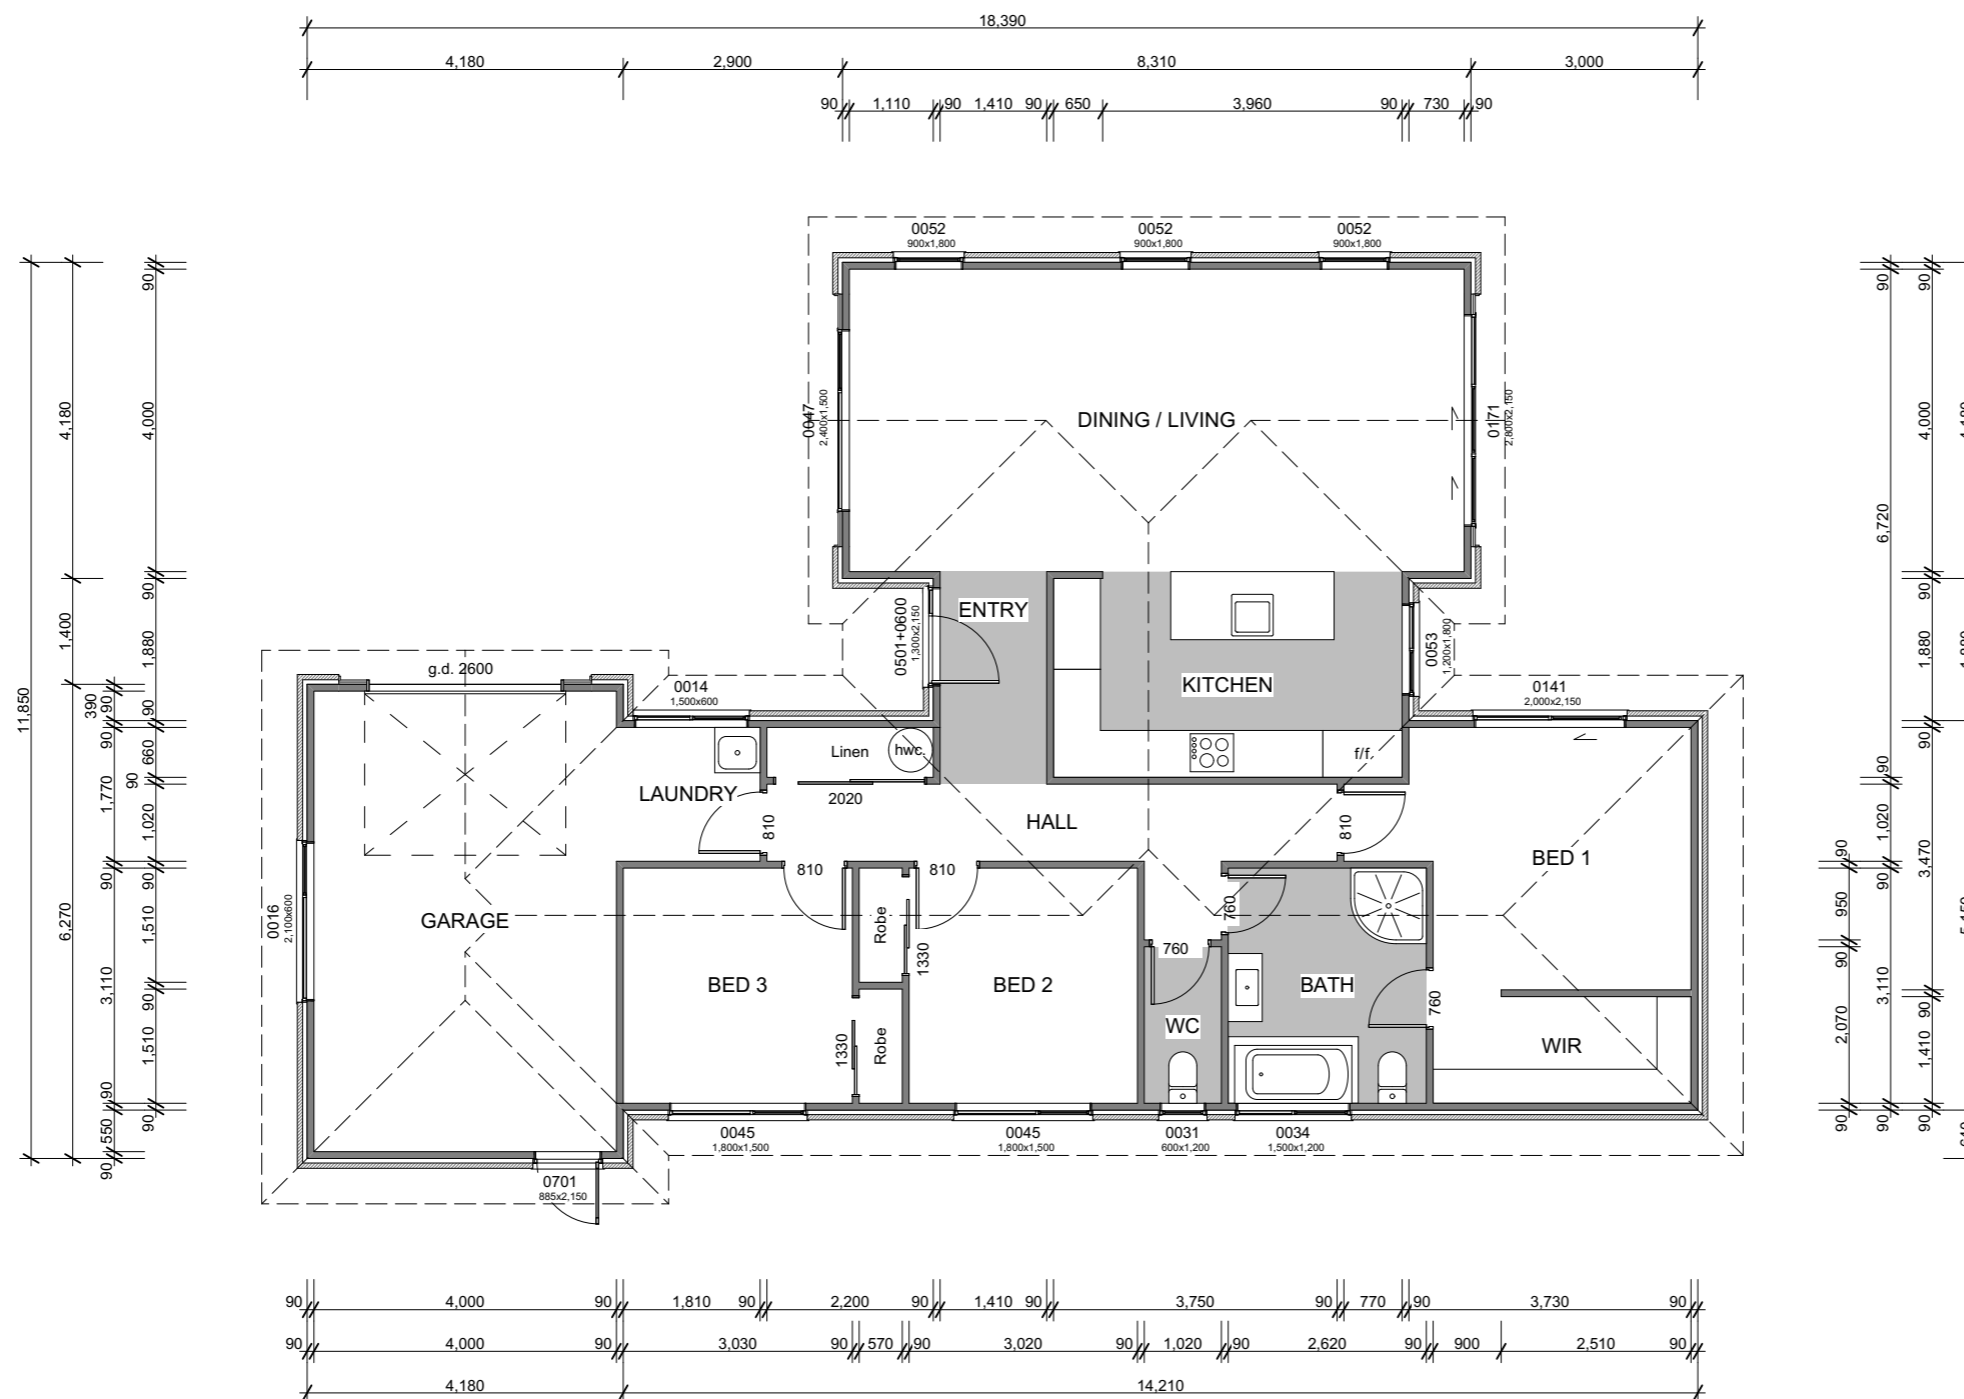 18,390
4,180 2,900 8,310 3,000
90 1,110 90 1,410 90 650 3,960 90 730 90
0052 0052 0052
900x1,800 900x1,800 900x1,800
11,850
4,180 1,400 6,270
390 90 90 1,770 90 3,110 90 550 90
90 4,000 90 1,880 90 660 90 1,020 90 1,510 90 1,510 90
0047
2,400x1,500
DINING / LIVING
0171
2,800x2,150
ENTRY
0501+0600
1,300x2,150
KITCHEN
0053
1,200x1,800
g.d. 2600
0014
1,500x600
0141
2,000x2,150
Linen
hwc.
f/f.
LAUNDRY
2020
HALL
810
810
BED 1
810
810
0016
2,100x600
GARAGE
Robe
1330
760
760
BED 3
BED 2
BATH
760
WC
1330
Robe
WIR
0045
1,800x1,500
0045
1,800x1,500
0031
600x1,200
0034
1,500x1,200
0701
885x2,150
90 950 90 2,070 90
90 6,720 90 1,020 90 3,110 90
90 4,000 90 1,880 90 3,470 90 1,410 90
90 4,000 90 1,810 90 2,200 90 1,410 90 3,750 90 770 90 3,730 90
90 4,000 90 3,030 90 570 90 3,020 90 1,020 90 2,620 90 900 2,510 90
4,180 14,210